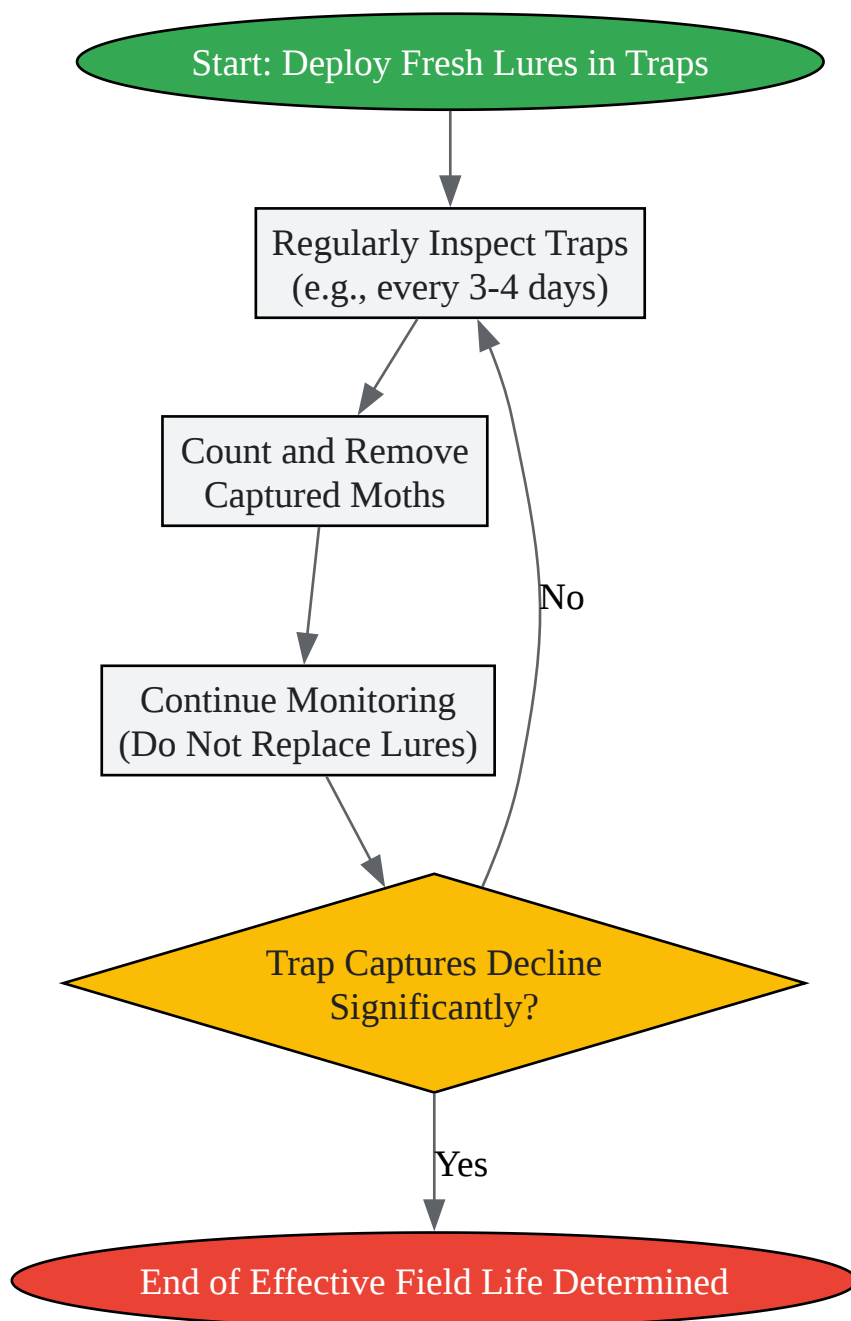 Start: Deploy Fresh Lures in Traps
Regularly Inspect Traps
(e.g., every 3-4 days)
Count and Remove
Captured Moths
No
Continue Monitoring
(Do Not Replace Lures)
Trap Captures Decline
Significantly?
Yes
End of Effective Field Life Determined